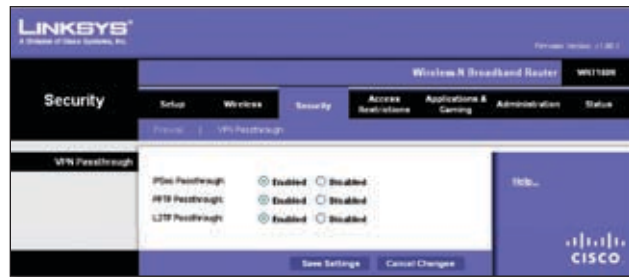 LINKSYS®
A Division of Cisco Systems, Inc.
Firmware Version:
Wireless-N Broadband Router
Security
Setup
Wireless
Security
Access Restrictions
Applications & Gaming
Administration
Status
Firewall | VPN Passthrough
VPN Passthrough
IPSec Passthrough: Enabled Disabled
PPTP Passthrough: Enabled Disabled
L2TP Passthrough: Enabled Disabled
Help...
Save Settings
Cancel Changes
CISCO